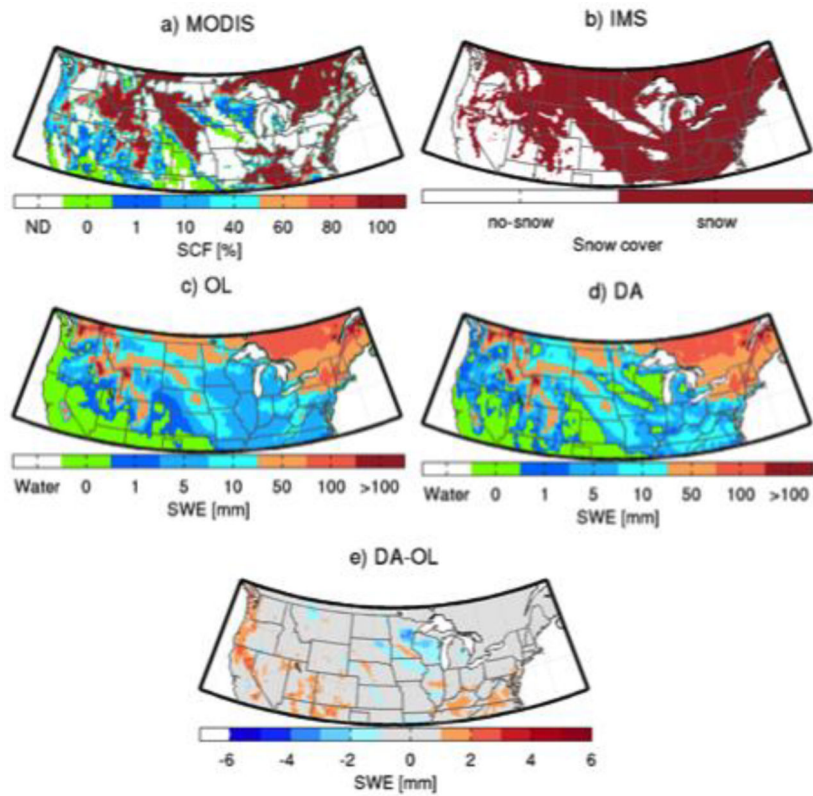 a) MODIS
b) IMS
ND 0 1 10 40 60 80 100
SCF [%]
no-snow snow
Snow cover
c) OL
d) DA
Water 0 1 5 10 50 100 >100
SWE [mm]
Water 0 1 5 10 50 100 >100
SWE [mm]
e) DA-OL
-6 -4 -2 0 2 4 6
SWE [mm]